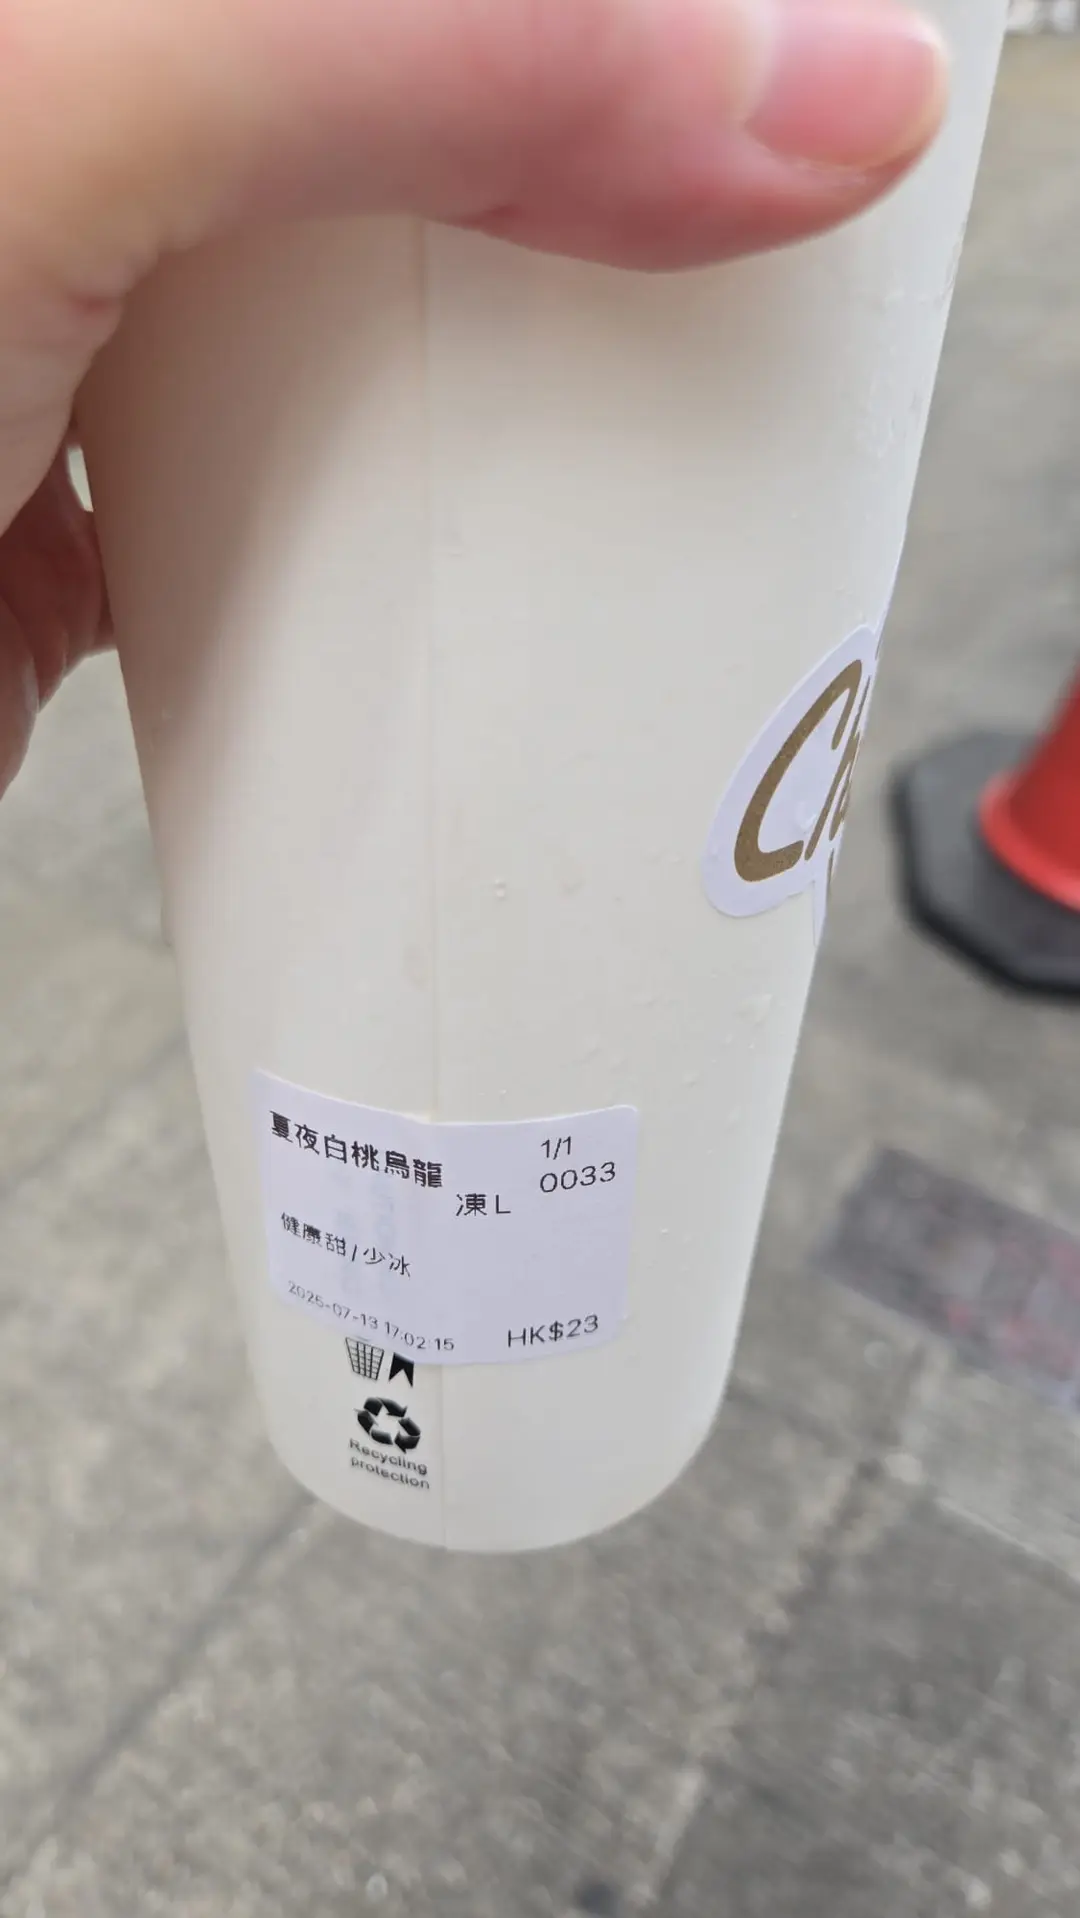 夏夜白桃烏龍
1/1
0033
凍 L
健康甜/少冰
2025-07-13 17:02:15
HK$23
Recycling
protection